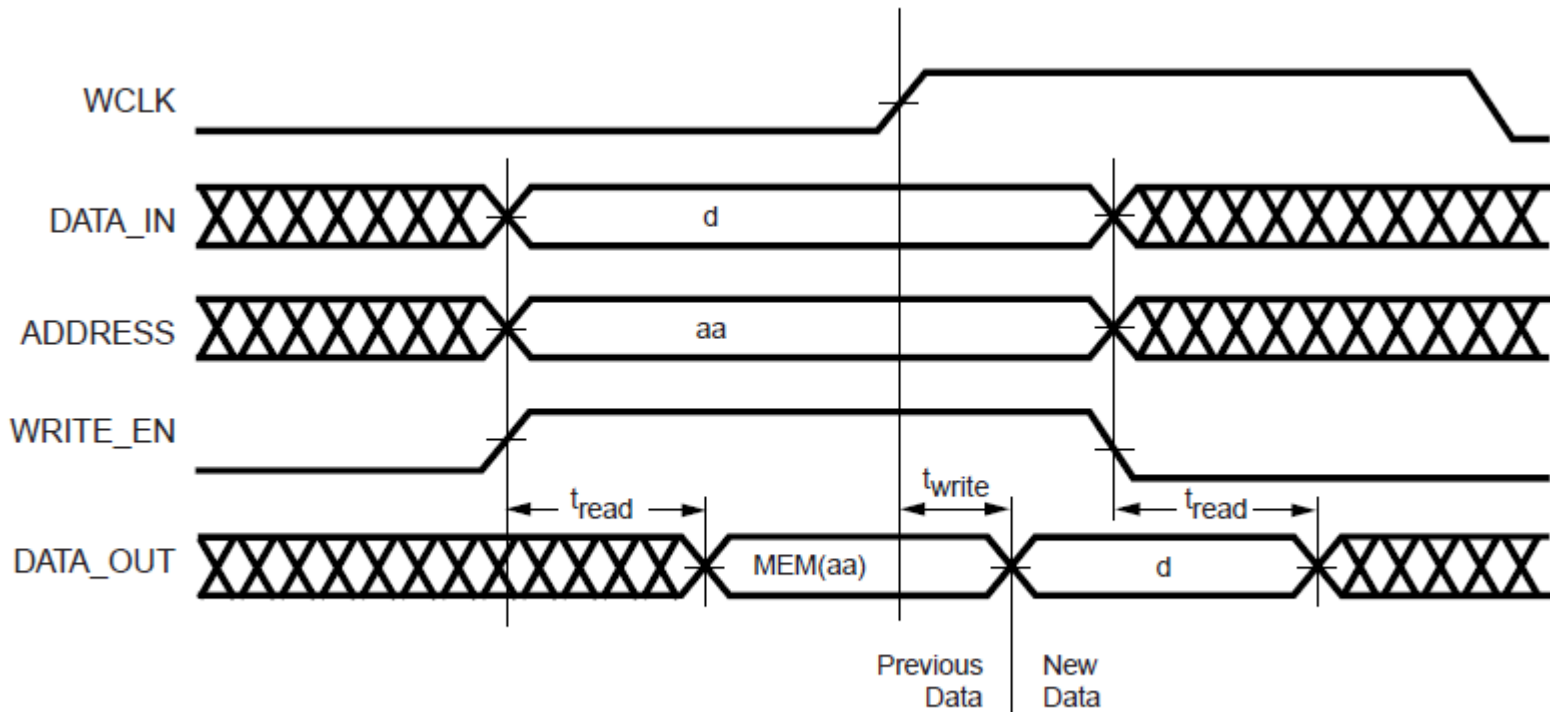 WCLK
DATA_IN
d
ADDRESS
aa
WRITE_EN
tread
twrite
tread
DATA_OUT
MEM(aa)
d
Previous
Data
New
Data